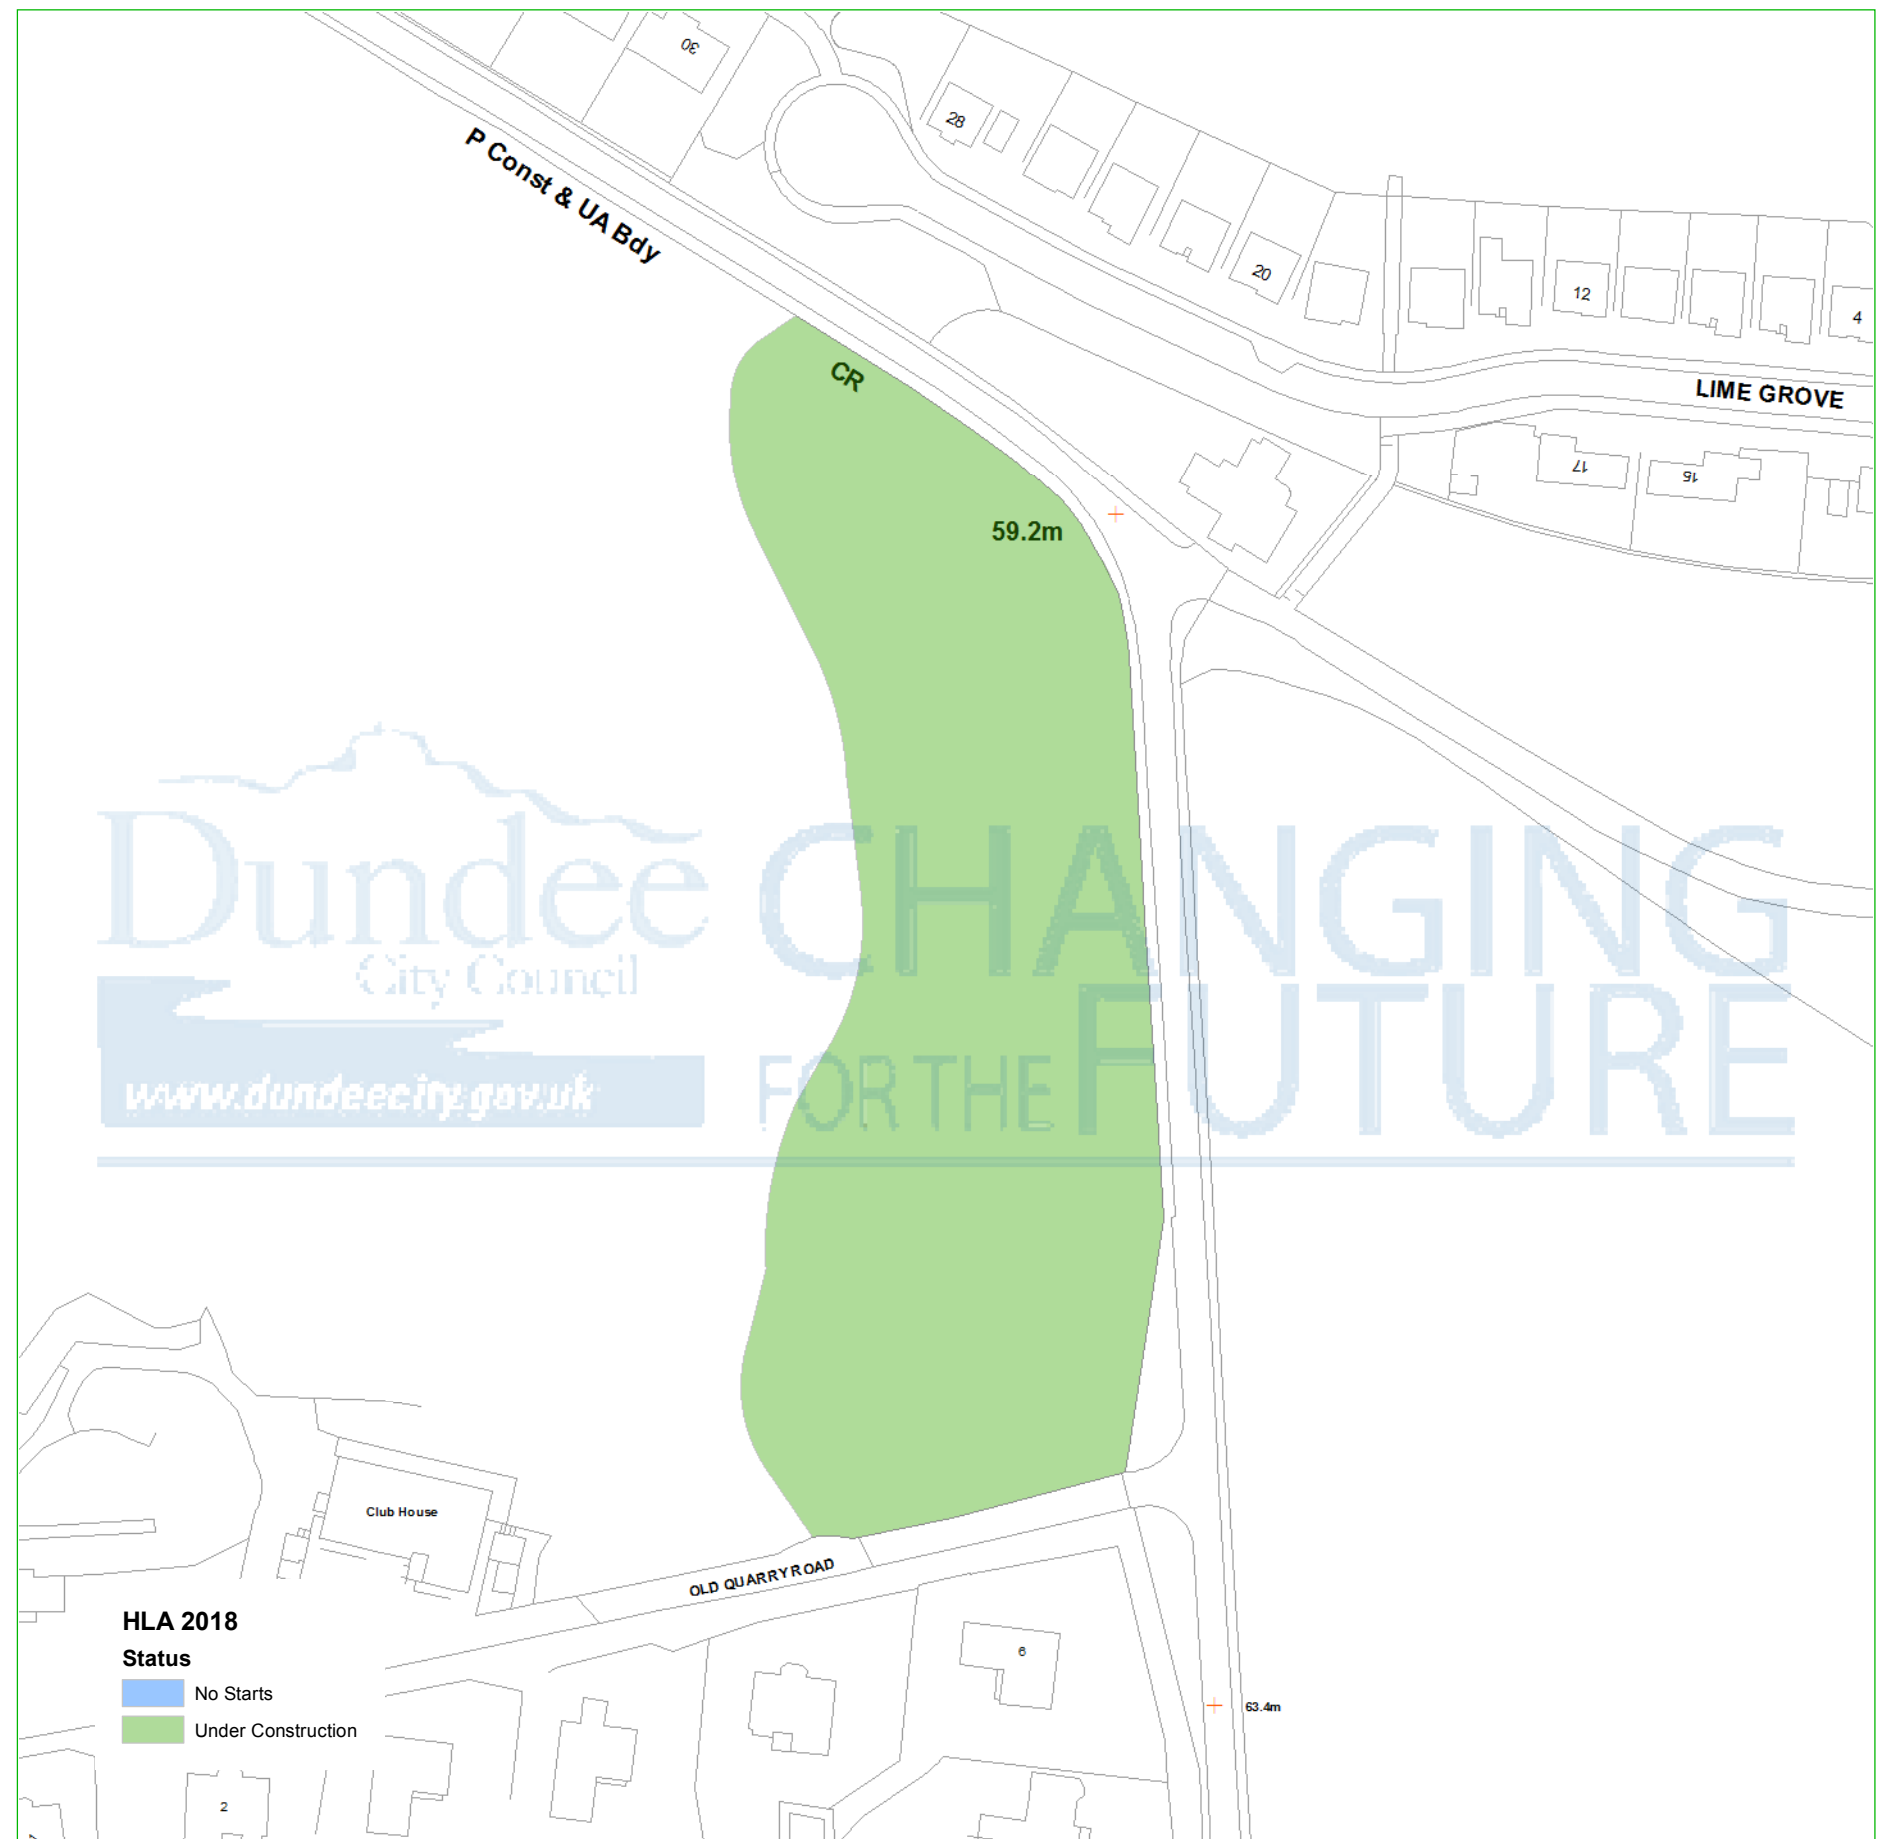 30
28
P Const & UA Bdy
20
12
4
CR
LIME GROVE
17
15
59.2m
Dundee
City Council
www.dundeecity.gov.uk
CHANGING
FOR THE FUTURE
Club House
OLD QUARRY ROAD
HLA 2018
Status
No Starts
Under Construction
6
63.4m
2